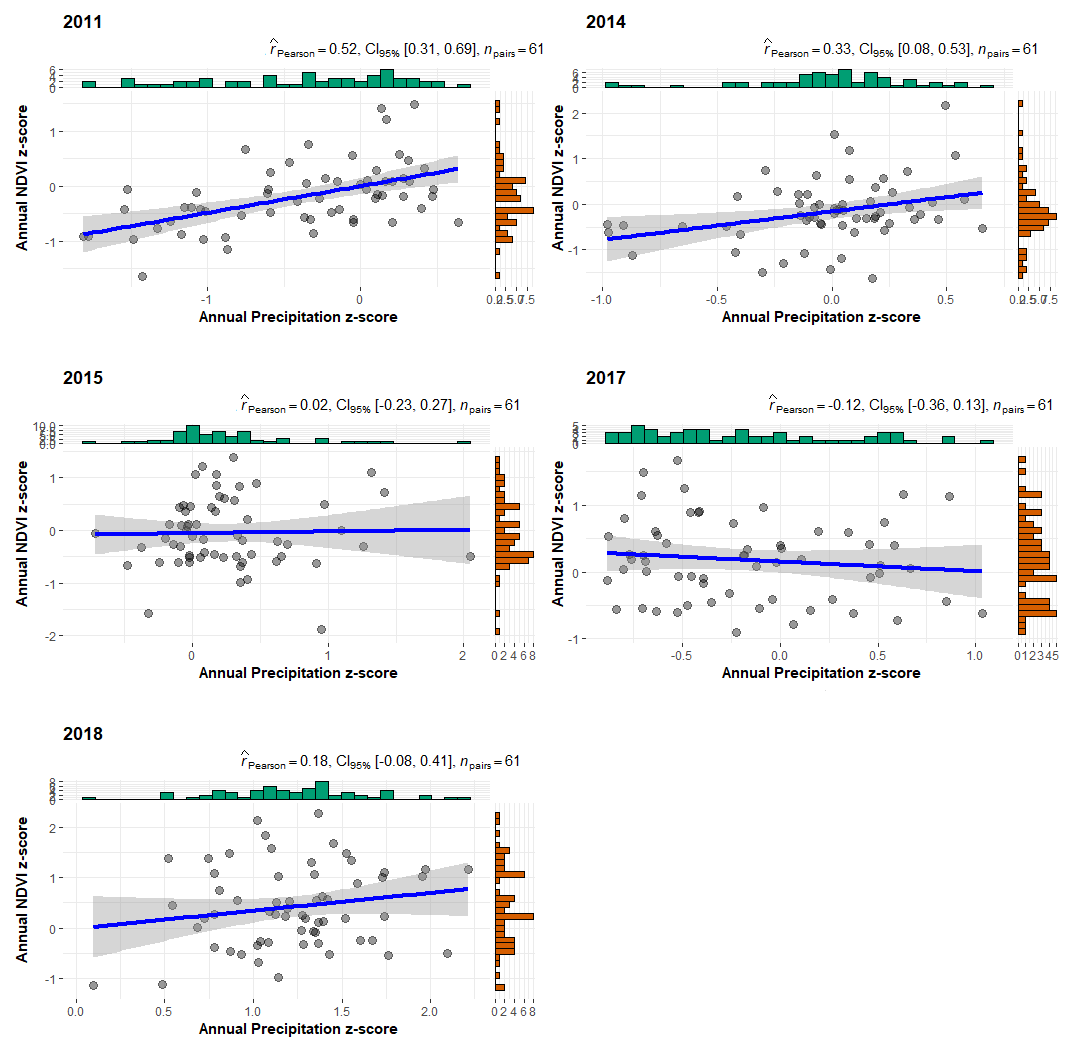 2011
r̂Pearson = 0.52, CI95% [0.31, 0.69], npairs = 61
Annual NDVI z-score
1
0
-1
-1 0
Annual Precipitation z-score
2014
r̂Pearson = 0.33, CI95% [0.08, 0.53], npairs = 61
Annual NDVI z-score
2
1
0
-1
-1.0 -0.5 0.0 0.5
Annual Precipitation z-score
2015
r̂Pearson = 0.02, CI95% [-0.23, 0.27], npairs = 61
10.0
Annual NDVI z-score
1
0
-1
-2
0 1 2 0 2 4 6 8
Annual Precipitation z-score
2017
r̂Pearson = -0.12, CI95% [-0.36, 0.13], npairs = 61
Annual NDVI z-score
1
0
-1
-0.5 0.0 0.5 1.0 012345
Annual Precipitation z-score
2018
r̂Pearson = 0.18, CI95% [-0.08, 0.41], npairs = 61
Annual NDVI z-score
2
1
0
-1
0.0 0.5 1.0 1.5 2.0 0 2 4 6 8
Annual Precipitation z-score